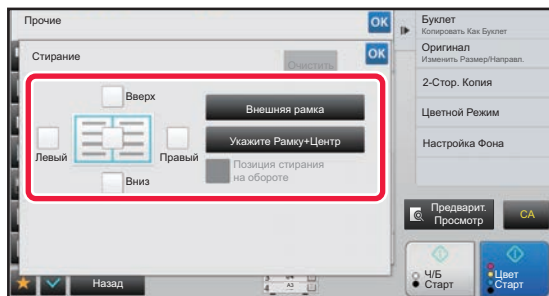 Прочие
OK
Стирание
Очистить
OK
Вверх
Левый
Правый
Вниз
Внешняя рамка
Укажите Рамку+Центр
Позиция стирания
на обороте
Назад
Буклет
Копировать Как Буклет
Оригинал
Изменить Размер/Направл.
2-Стор. Копия
Цветной Режим
Настройка Фона
Предварит.
Просмотр
CA
Ч/Б
Старт
Цвет
Старт